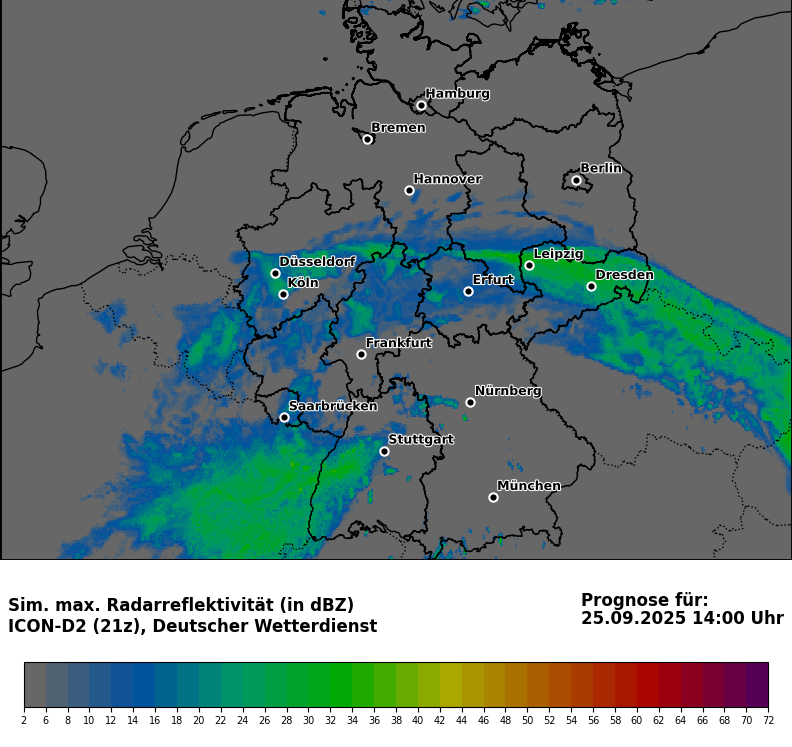 Hamburg
Bremen
Berlin
Hannover
Leipzig
Düsseldorf
Dresden
Köln
Erfurt
Frankfurt
Nürnberg
Saarbrücken
Stuttgart
München
Sim. max. Radarreflektivität (in dBZ)
ICON-D2 (21z), Deutscher Wetterdienst
Prognose für:
25.09.2025 14:00 Uhr
2 6 8 10 12 14 16 18 20 22 24 26 28 30 32 34 36 38 40 42 44 46 48 50 52 54 56 58 60 62 64 66 68 70 72